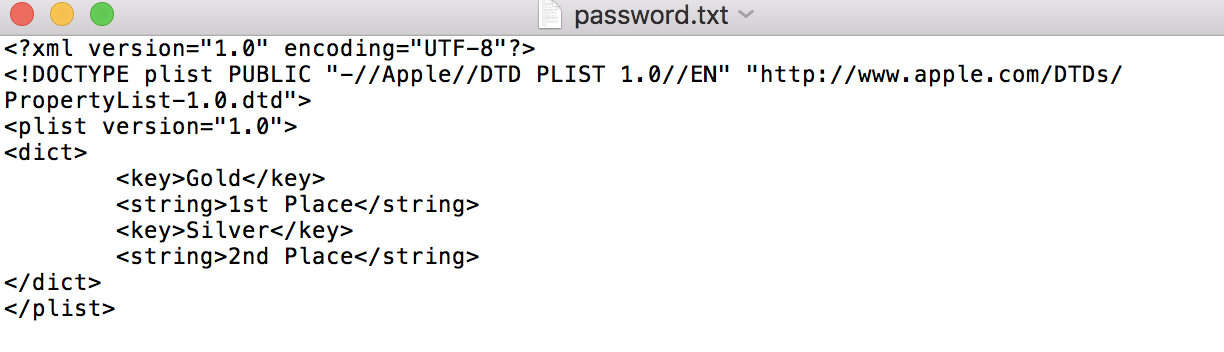 password.txt
<?xml version="1.0" encoding="UTF-8"?>
<!DOCTYPE plist PUBLIC "-//Apple//DTD PLIST 1.0//EN" "http://www.apple.com/DTDs/
PropertyList-1.0.dtd">
<plist version="1.0">
<dict>
        <key>Gold</key>
        <string>1st Place</string>
        <key>Silver</key>
        <string>2nd Place</string>
</dict>
</plist>